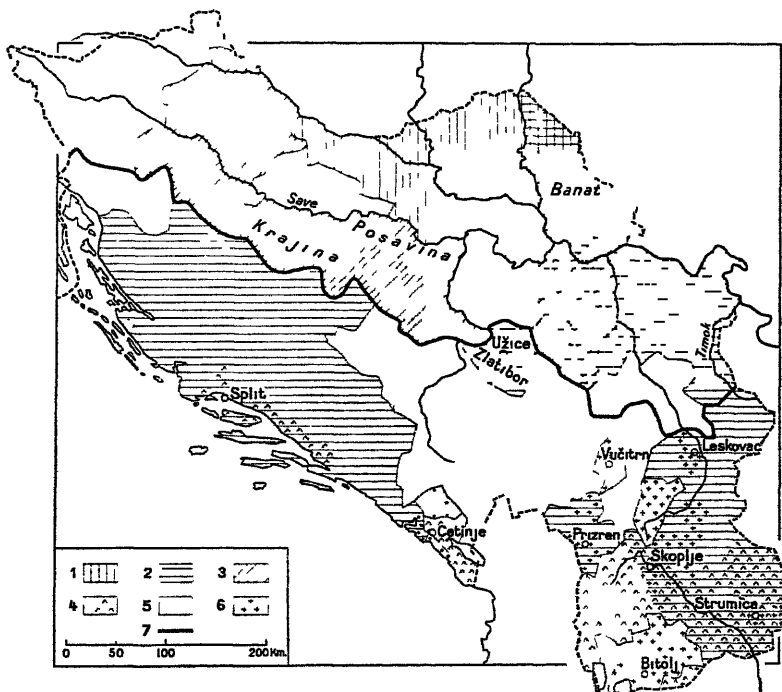 Banat
Save
Posavina
Krajina
Užice
Timok
Zlatibor
Split
Leskovac
Vučitrn
Cetinje
Prizren
Skoplje
Strumica
Bitolj
1 2 3
4 5 6
7
0 50 100 200 Km.